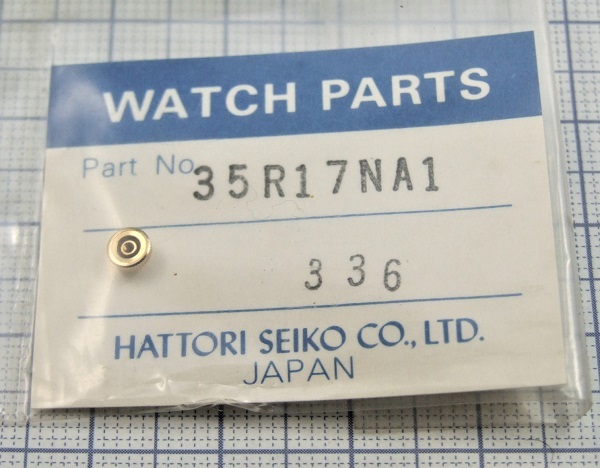 WATCH PARTS
Part No. 35R17NA1
336
HATTORI SEIKO CO., LTD.
JAPAN